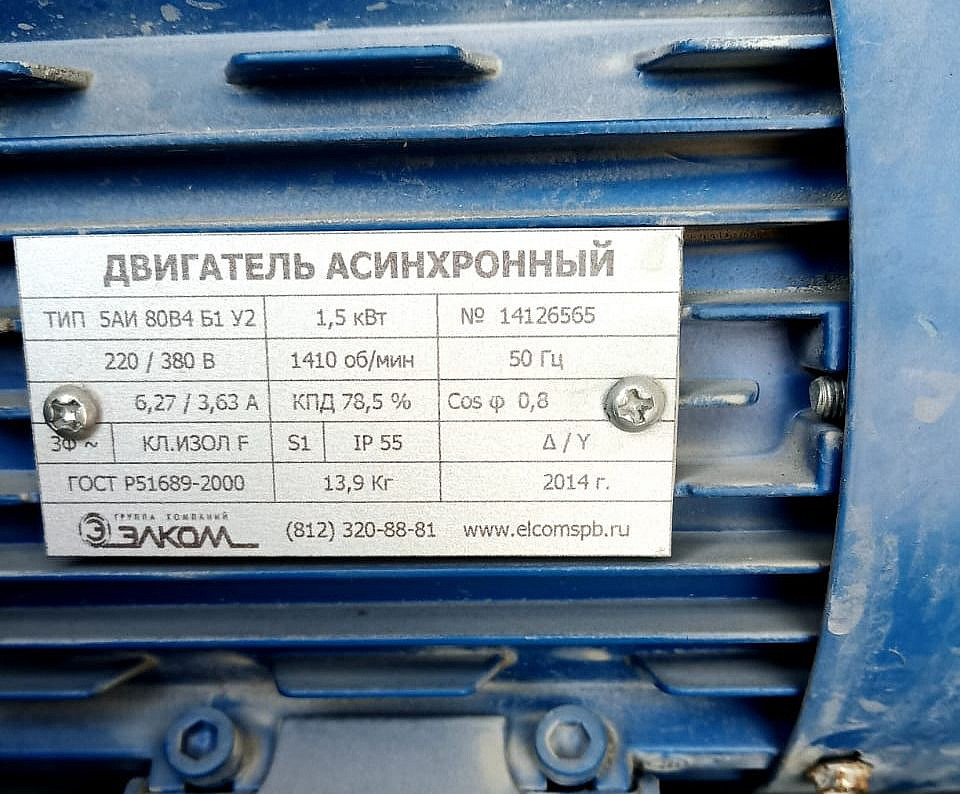 ДВИГАТЕЛЬ АСИНХРОННЫЙ
ТИП 5АИ 80В4 Б1 У2 1,5 кВт № 14126565
220 / 380 В 1410 об/мин 50 Гц
6,27 / 3,63 А КПД 78,5 % Cos φ 0,8
3Ф ~ КЛ.ИЗОЛ F S1 IP 55 Δ / Y
ГОСТ Р51689-2000 13,9 Кг 2014 г.
ГРУППА КОМПАНИЙ
Э ЭЛКОМ (812) 320-88-81 www.elcomspb.ru